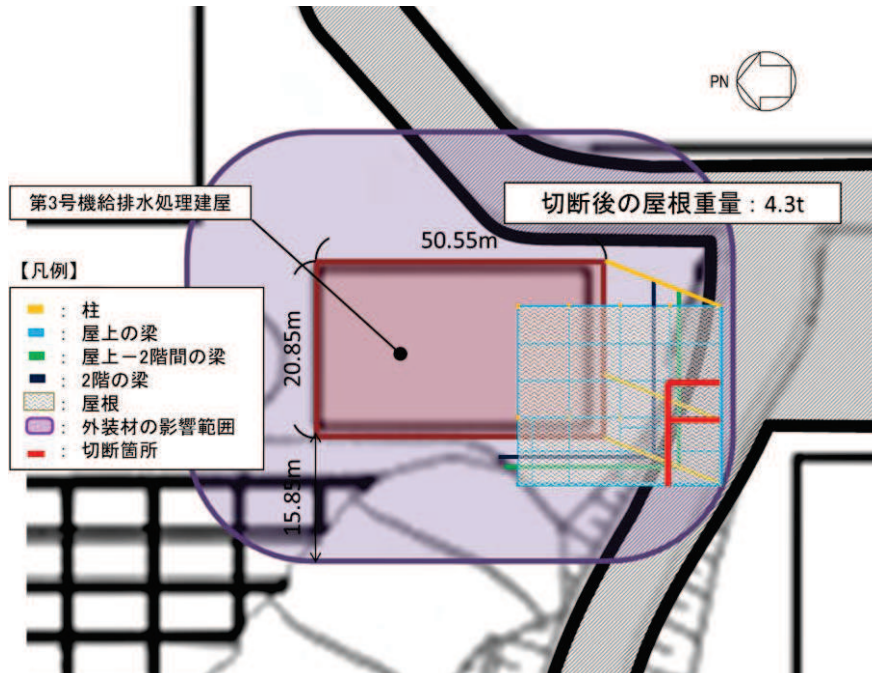 PN
第3号機給排水処理建屋
切断後の屋根重量：4.3t
50.55m
【凡例】
：柱
：屋上の梁
：屋上－2階間の梁
：2階の梁
：屋根
：外装材の影響範囲
：切断箇所
20.85m
15.85m